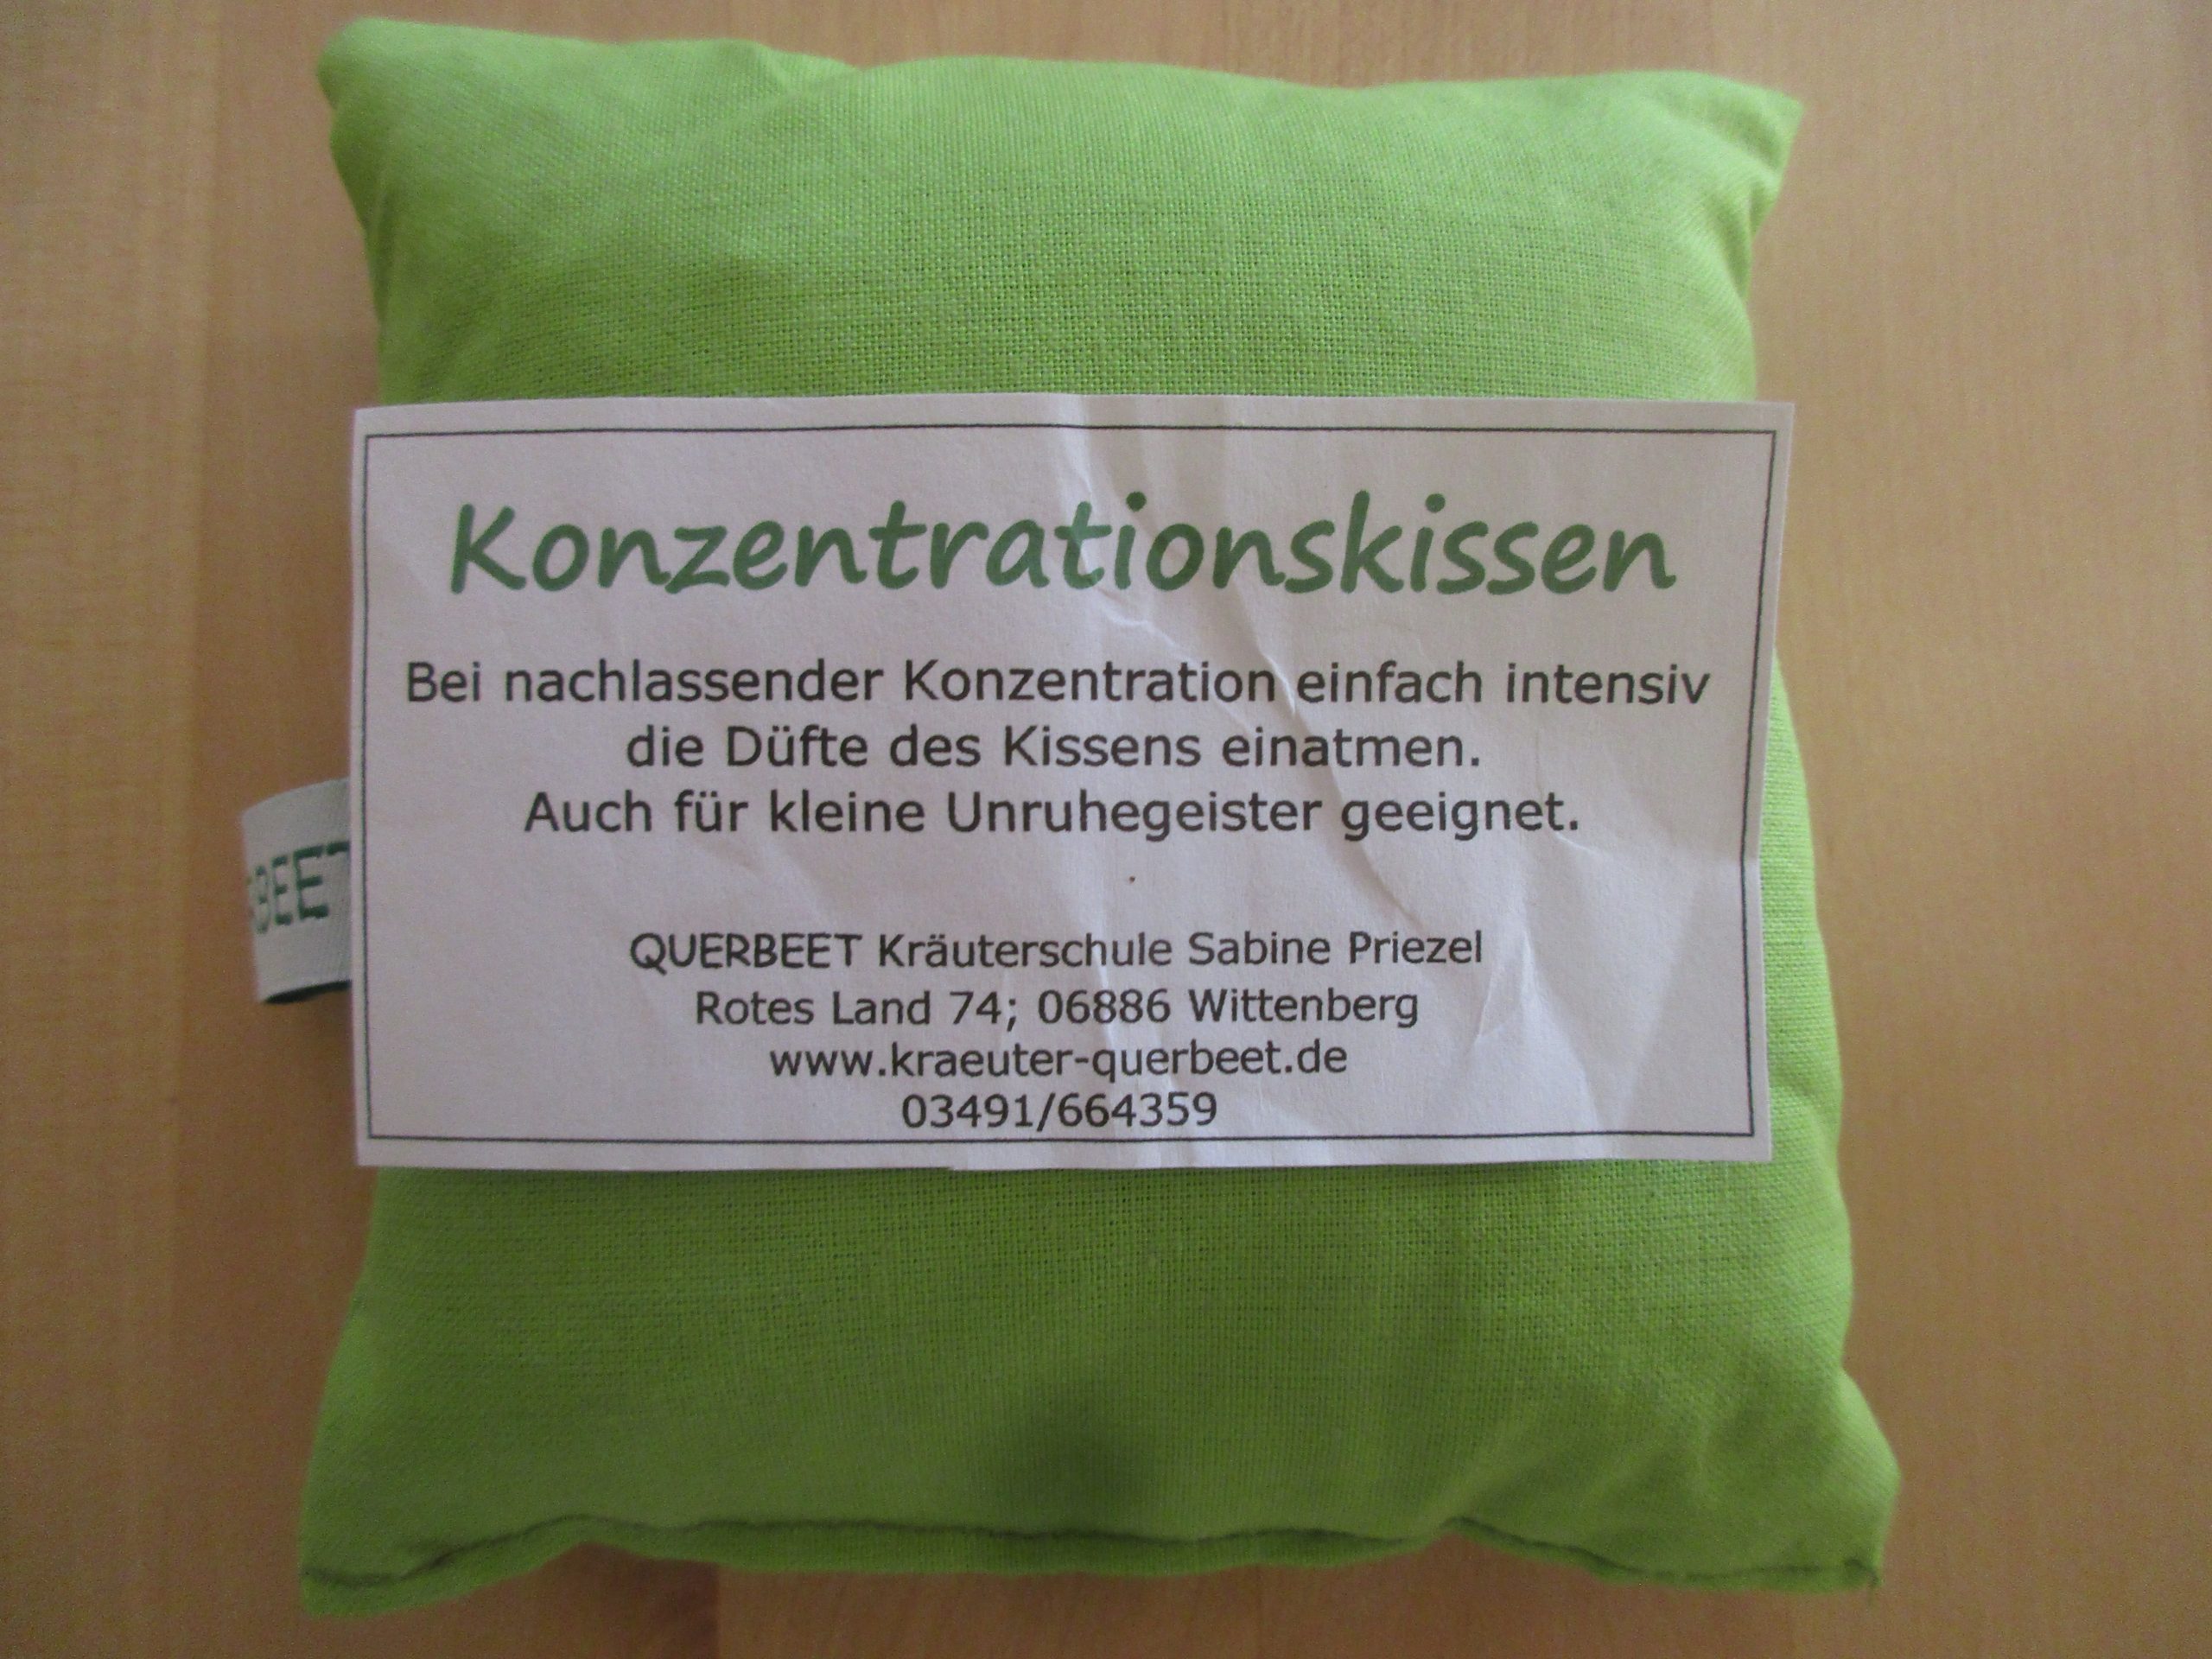 Konzentrationskissen
Bei nachlassender Konzentration einfach intensiv
die Düfte des Kissens einatmen.
Auch für kleine Unruhegeister geeignet.
BEET
QUERBEET Kräuterschule Sabine Priezel
Rotes Land 74; 06886 Wittenberg
www.kraeuter-querbeet.de
03491/664359